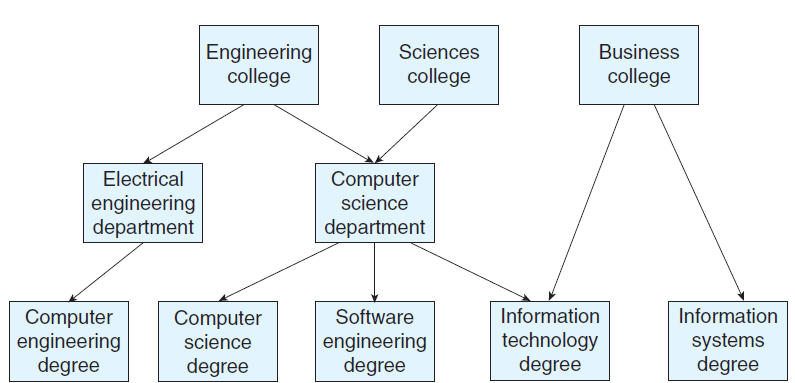 Engineering
college
Sciences
college
Business
college
Electrical
engineering
department
Computer
science
department
Computer
engineering
degree
Computer
science
degree
Software
engineering
degree
Information
technology
degree
Information
systems
degree